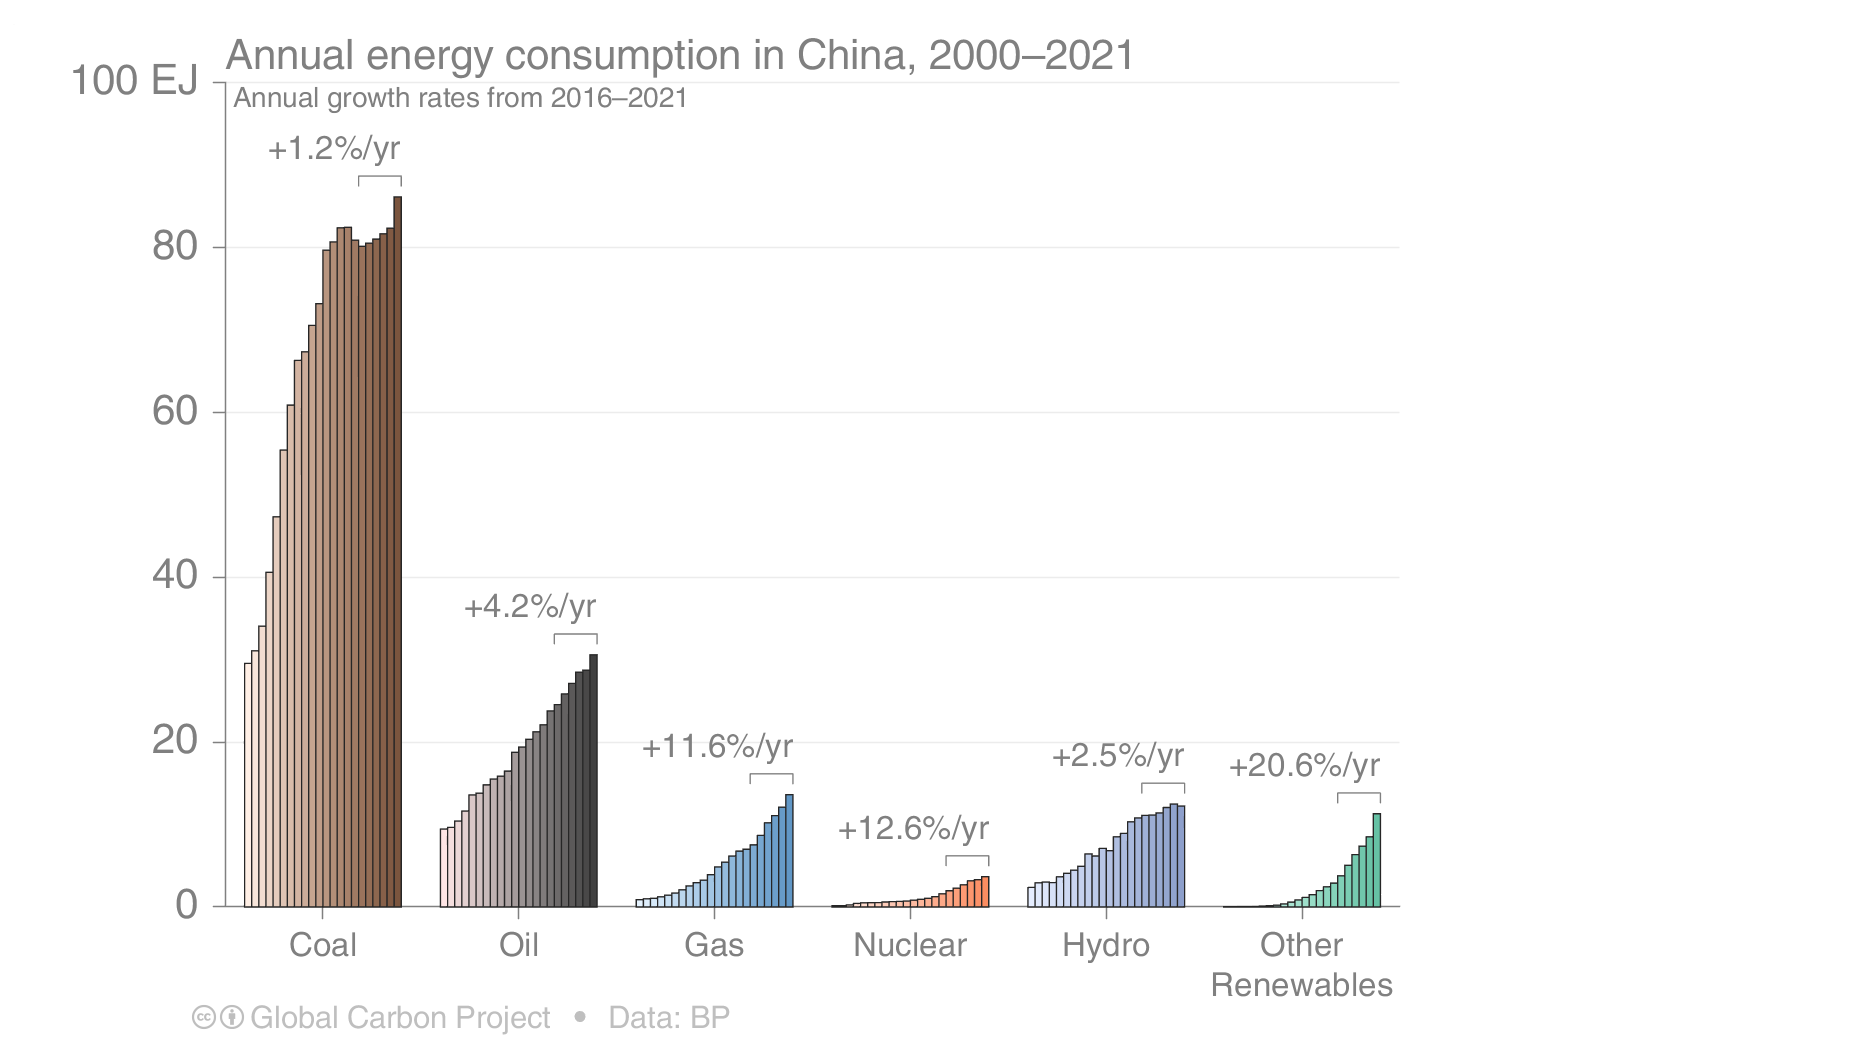 Annual energy consumption in China, 2000–2021
100 EJ
Annual growth rates from 2016–2021
+1.2%/yr
80
60
+4.2%/yr
40
20
+11.6%/yr
+2.5%/yr
+20.6%/yr
+12.6%/yr
0
Coal Oil Gas Nuclear Hydro Other
Renewables
cc Global Carbon Project • Data: BP